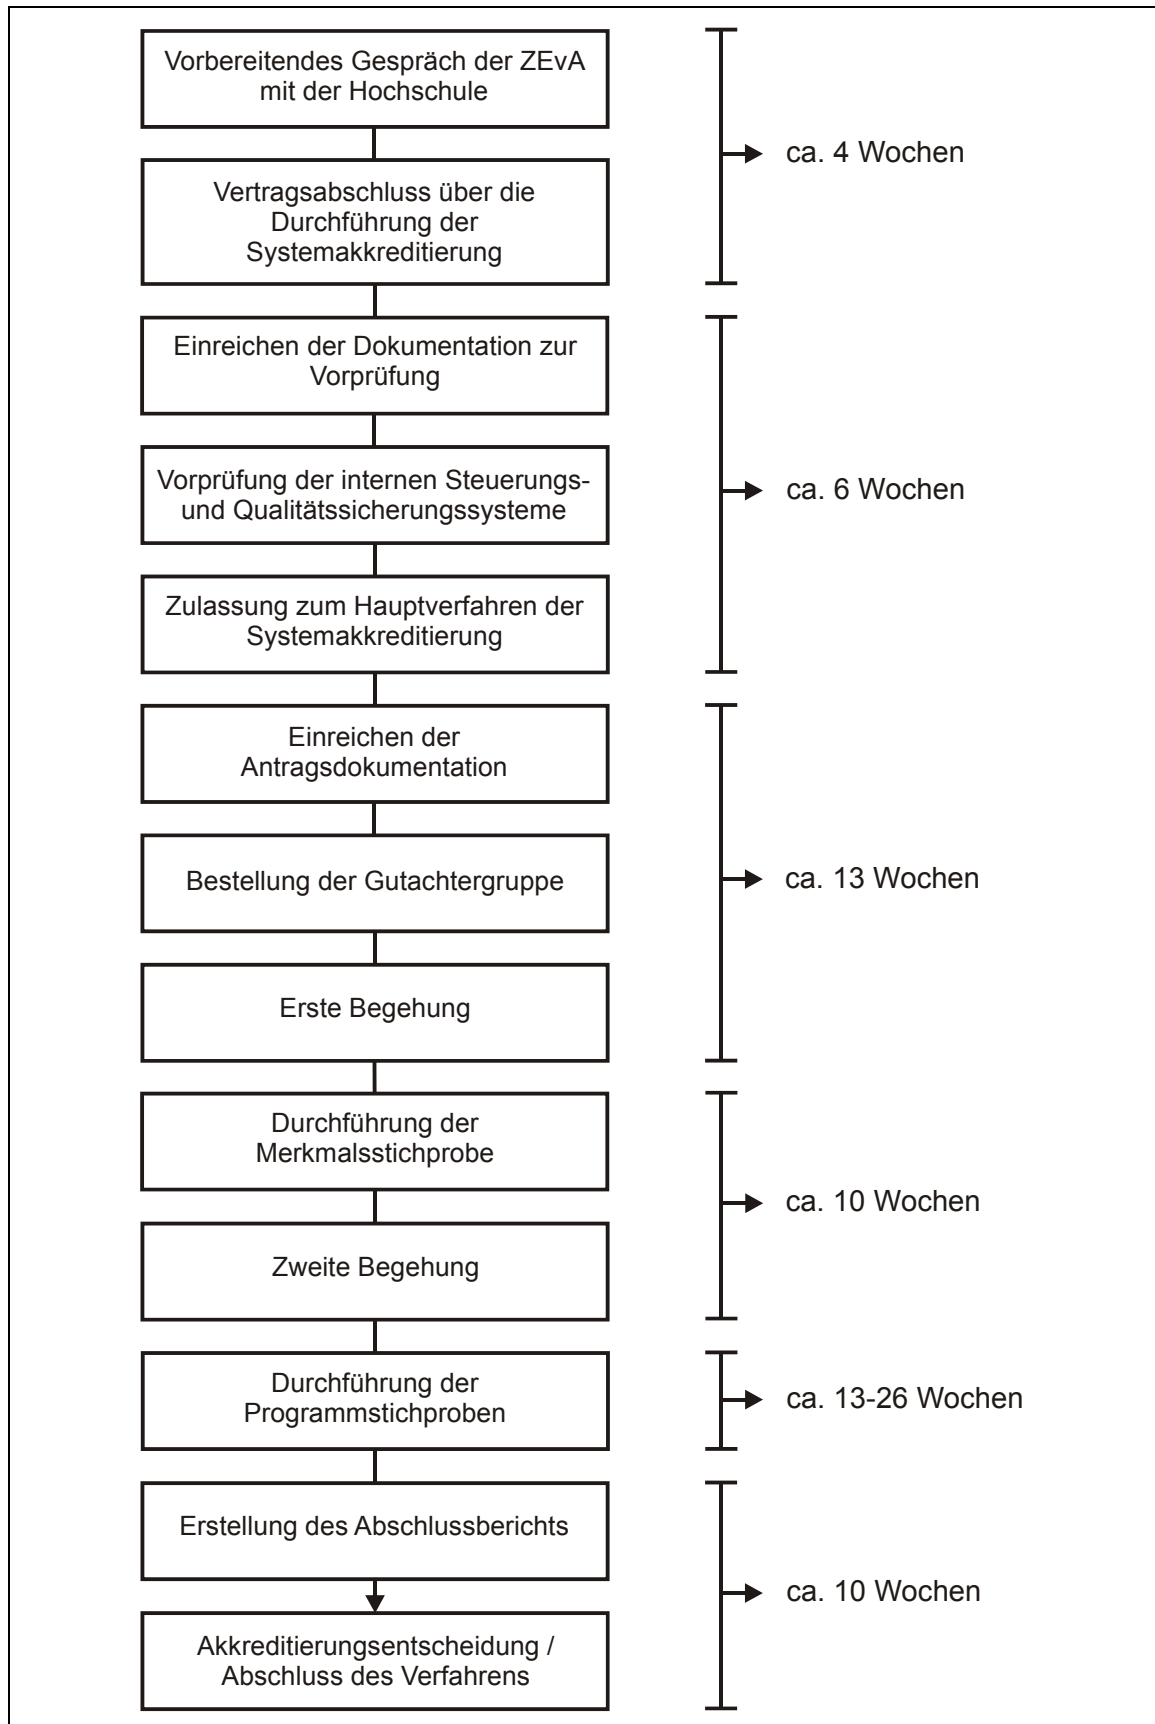 Vorbereitendes Gespräch der ZEvA
mit der Hochschule
ca. 4 Wochen
Vertragsabschluss über die
Durchführung der
Systemakkreditierung
Einreichen der Dokumentation zur
Vorprüfung
Vorprüfung der internen Steuerungs-
und Qualitätssicherungssysteme
ca. 6 Wochen
Zulassung zum Hauptverfahren der
Systemakkreditierung
Einreichen der
Antragsdokumentation
Bestellung der Gutachtergruppe
ca. 13 Wochen
Erste Begehung
Durchführung der
Merkmalsstichprobe
ca. 10 Wochen
Zweite Begehung
Durchführung der
Programmstichproben
ca. 13-26 Wochen
Erstellung des Abschlussberichts
ca. 10 Wochen
Akkreditierungsentscheidung /
Abschluss des Verfahrens